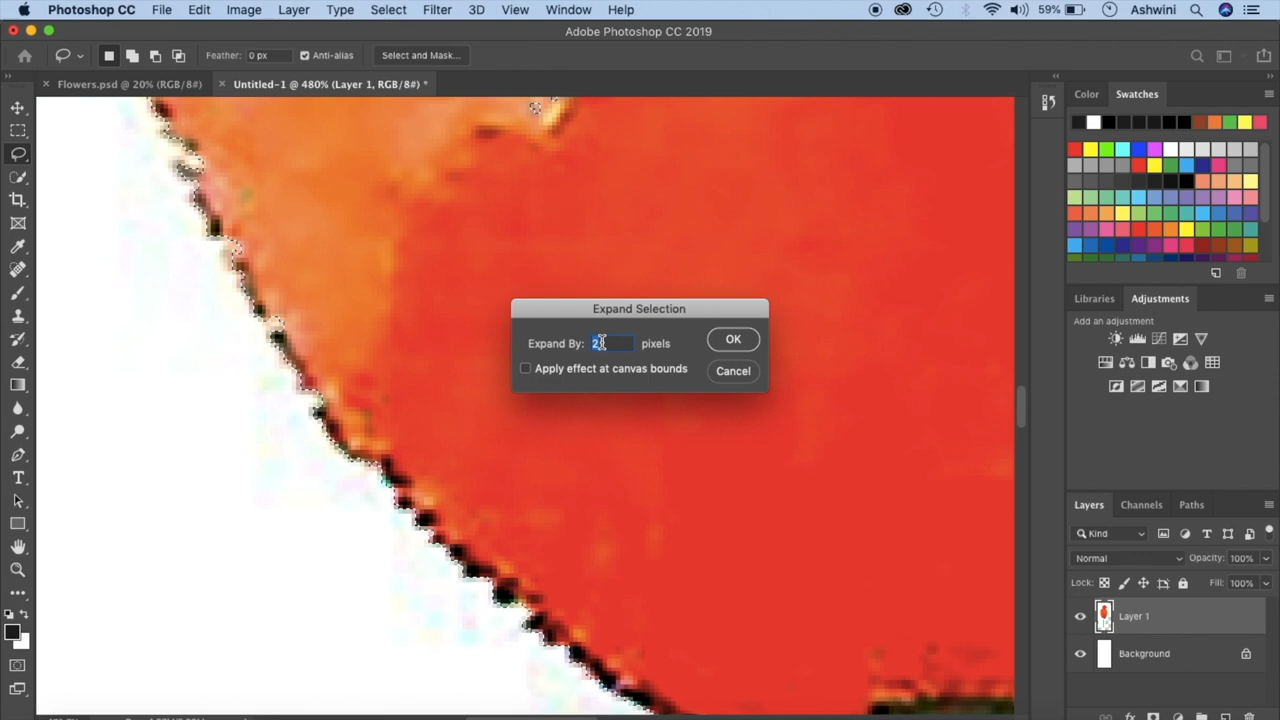 Photoshop CC File Edit Image Layer Type Select Filter 3D View Window Help 59% Ashwini
Adobe Photoshop CC 2019
Feather: 0 px Anti-alias Select and Mask...
Flowers.psd @ 20% (RGB/8#) Untitled-1 @ 480% (Layer 1, RGB/8#) *
Color Swatches
Libraries Adjustments
Add an adjustment
Expand Selection
Expand By: 2 pixels OK
Apply effect at canvas bounds Cancel
Layers Channels Paths
Kind
Normal Opacity: 100%
Lock: Fill: 100%
Layer 1
Background